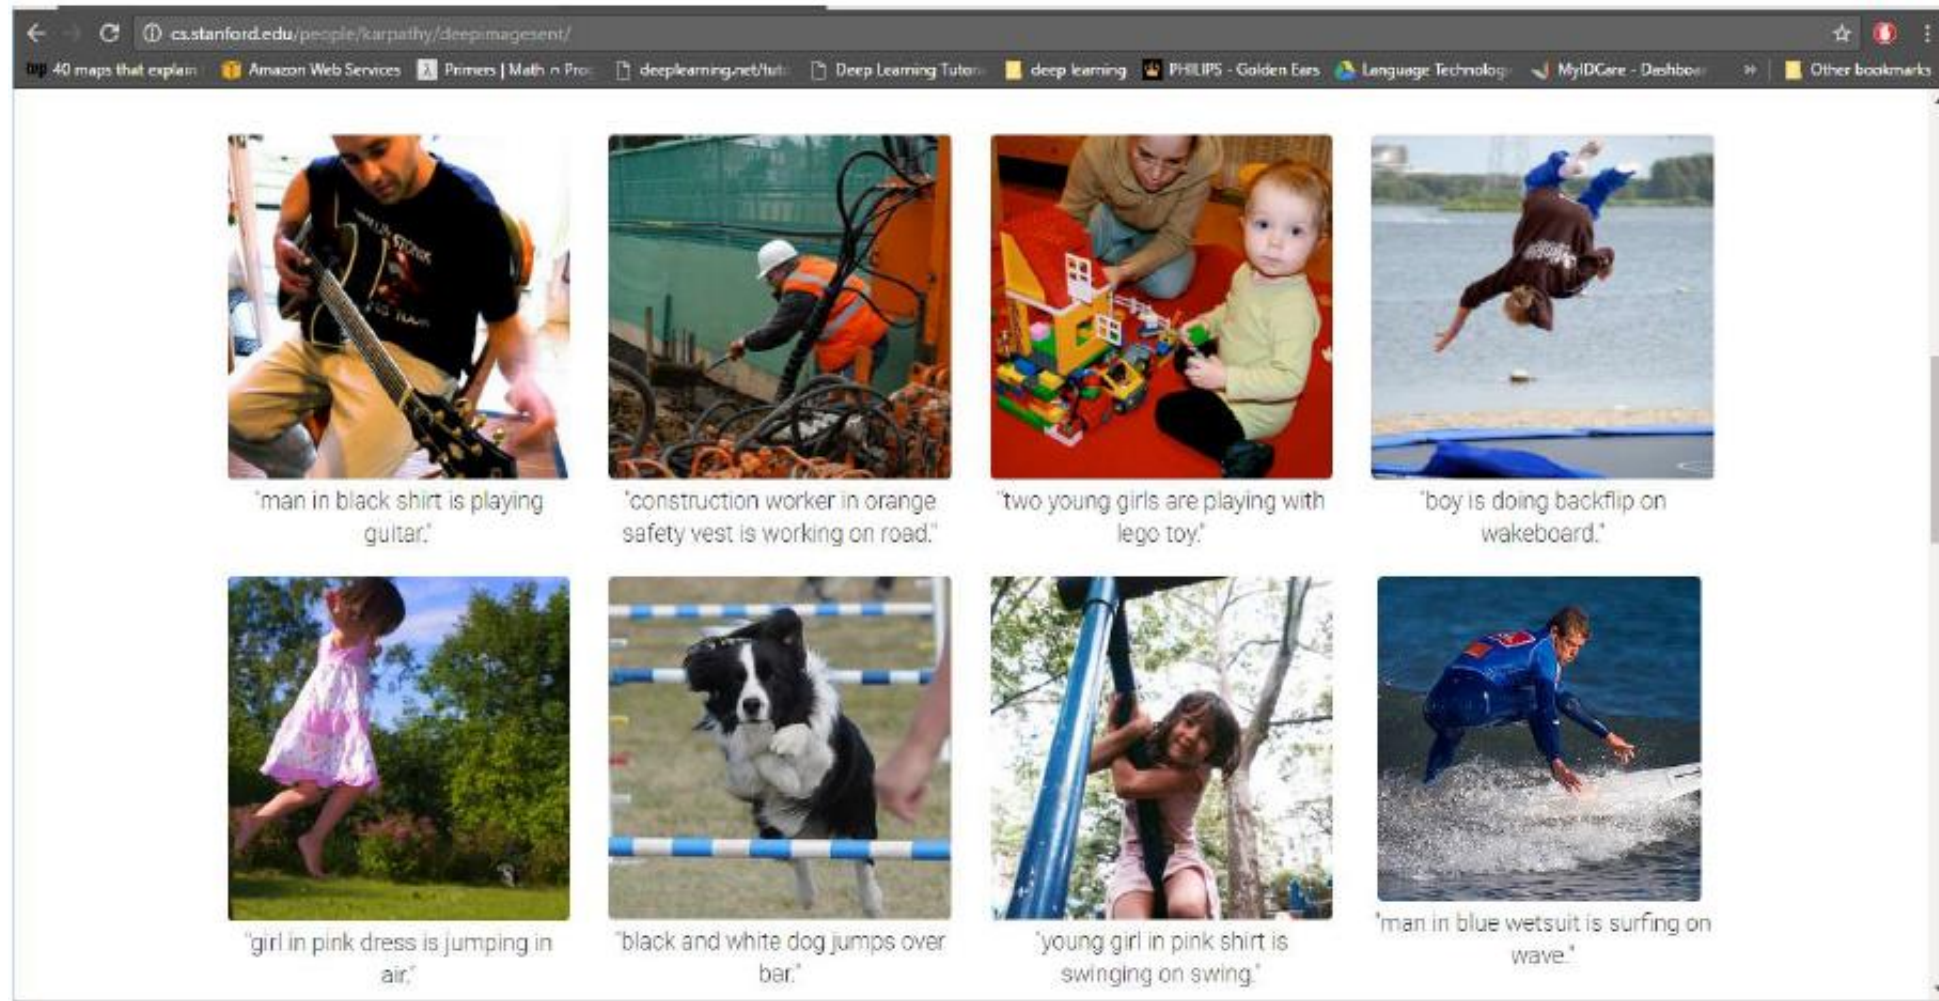 cs.stanford.edu/people/karpathy/deepimagesent/
top 40 maps that explain
Amazon Web Services
Primers | Math n Prog
deeplearning.net/tut
Deep Learning Tutor
deep learning
PHILIPS - Golden Ears
Language Technolog
MyIDCare - Dashboar
Other bookmarks
"man in black shirt is playing
guitar."
"construction worker in orange
safety vest is working on road."
"two young girls are playing with
lego toy."
"boy is doing backflip on
wakeboard."
"girl in pink dress is jumping in
air."
"black and white dog jumps over
bar."
"young girl in pink shirt is
swinging on swing."
"man in blue wetsuit is surfing on
wave."